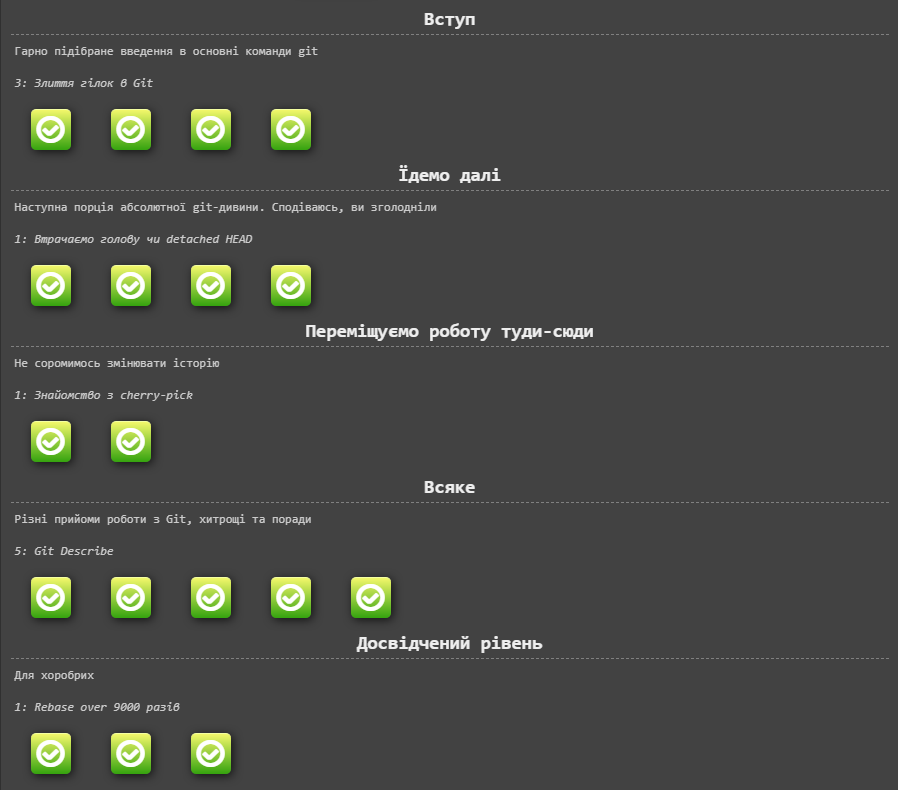 Вступ
Гарно підібране введення в основні команди git
3: Злиття гілок в Git
Їдемо далі
Наступна порція абсолютної git-дивини. Сподіваюсь, ви зголодніли
1: Втрачаємо голову чи detached HEAD
Переміщуємо роботу туди-сюди
Не соромимось змінювати історію
1: Знайомство з cherry-pick
Всяке
Різні прийоми роботи з Git, хитрощі та поради
5: Git Describe
Досвідчений рівень
Для хоробрих
1: Rebase over 9000 разів